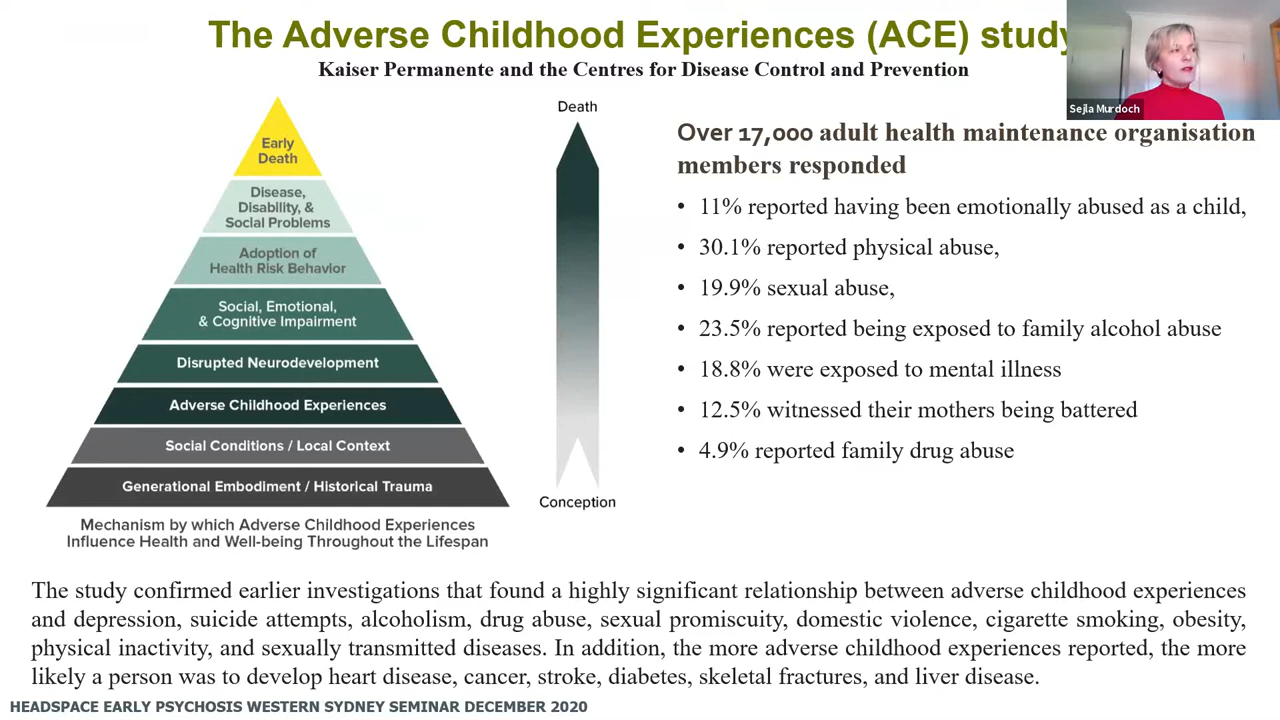 The Adverse Childhood Experiences (ACE) study
Kaiser Permanente and the Centres for Disease Control and Prevention
Sejla Murdoch
Early
Death
Disease,
Disability, &
Social Problems
Adoption of
Health Risk Behavior
Social, Emotional,
& Cognitive Impairment
Disrupted Neurodevelopment
Adverse Childhood Experiences
Social Conditions / Local Context
Generational Embodiment / Historical Trauma
Mechanism by which Adverse Childhood Experiences
Influence Health and Well-being Throughout the Lifespan
Death
Conception
Over 17,000 adult health maintenance organisation
members responded
• 11% reported having been emotionally abused as a child,
• 30.1% reported physical abuse,
• 19.9% sexual abuse,
• 23.5% reported being exposed to family alcohol abuse
• 18.8% were exposed to mental illness
• 12.5% witnessed their mothers being battered
• 4.9% reported family drug abuse
The study confirmed earlier investigations that found a highly significant relationship between adverse childhood experiences
and depression, suicide attempts, alcoholism, drug abuse, sexual promiscuity, domestic violence, cigarette smoking, obesity,
physical inactivity, and sexually transmitted diseases. In addition, the more adverse childhood experiences reported, the more
likely a person was to develop heart disease, cancer, stroke, diabetes, skeletal fractures, and liver disease.
HEADSPACE EARLY PSYCHOSIS WESTERN SYDNEY SEMINAR DECEMBER 2020